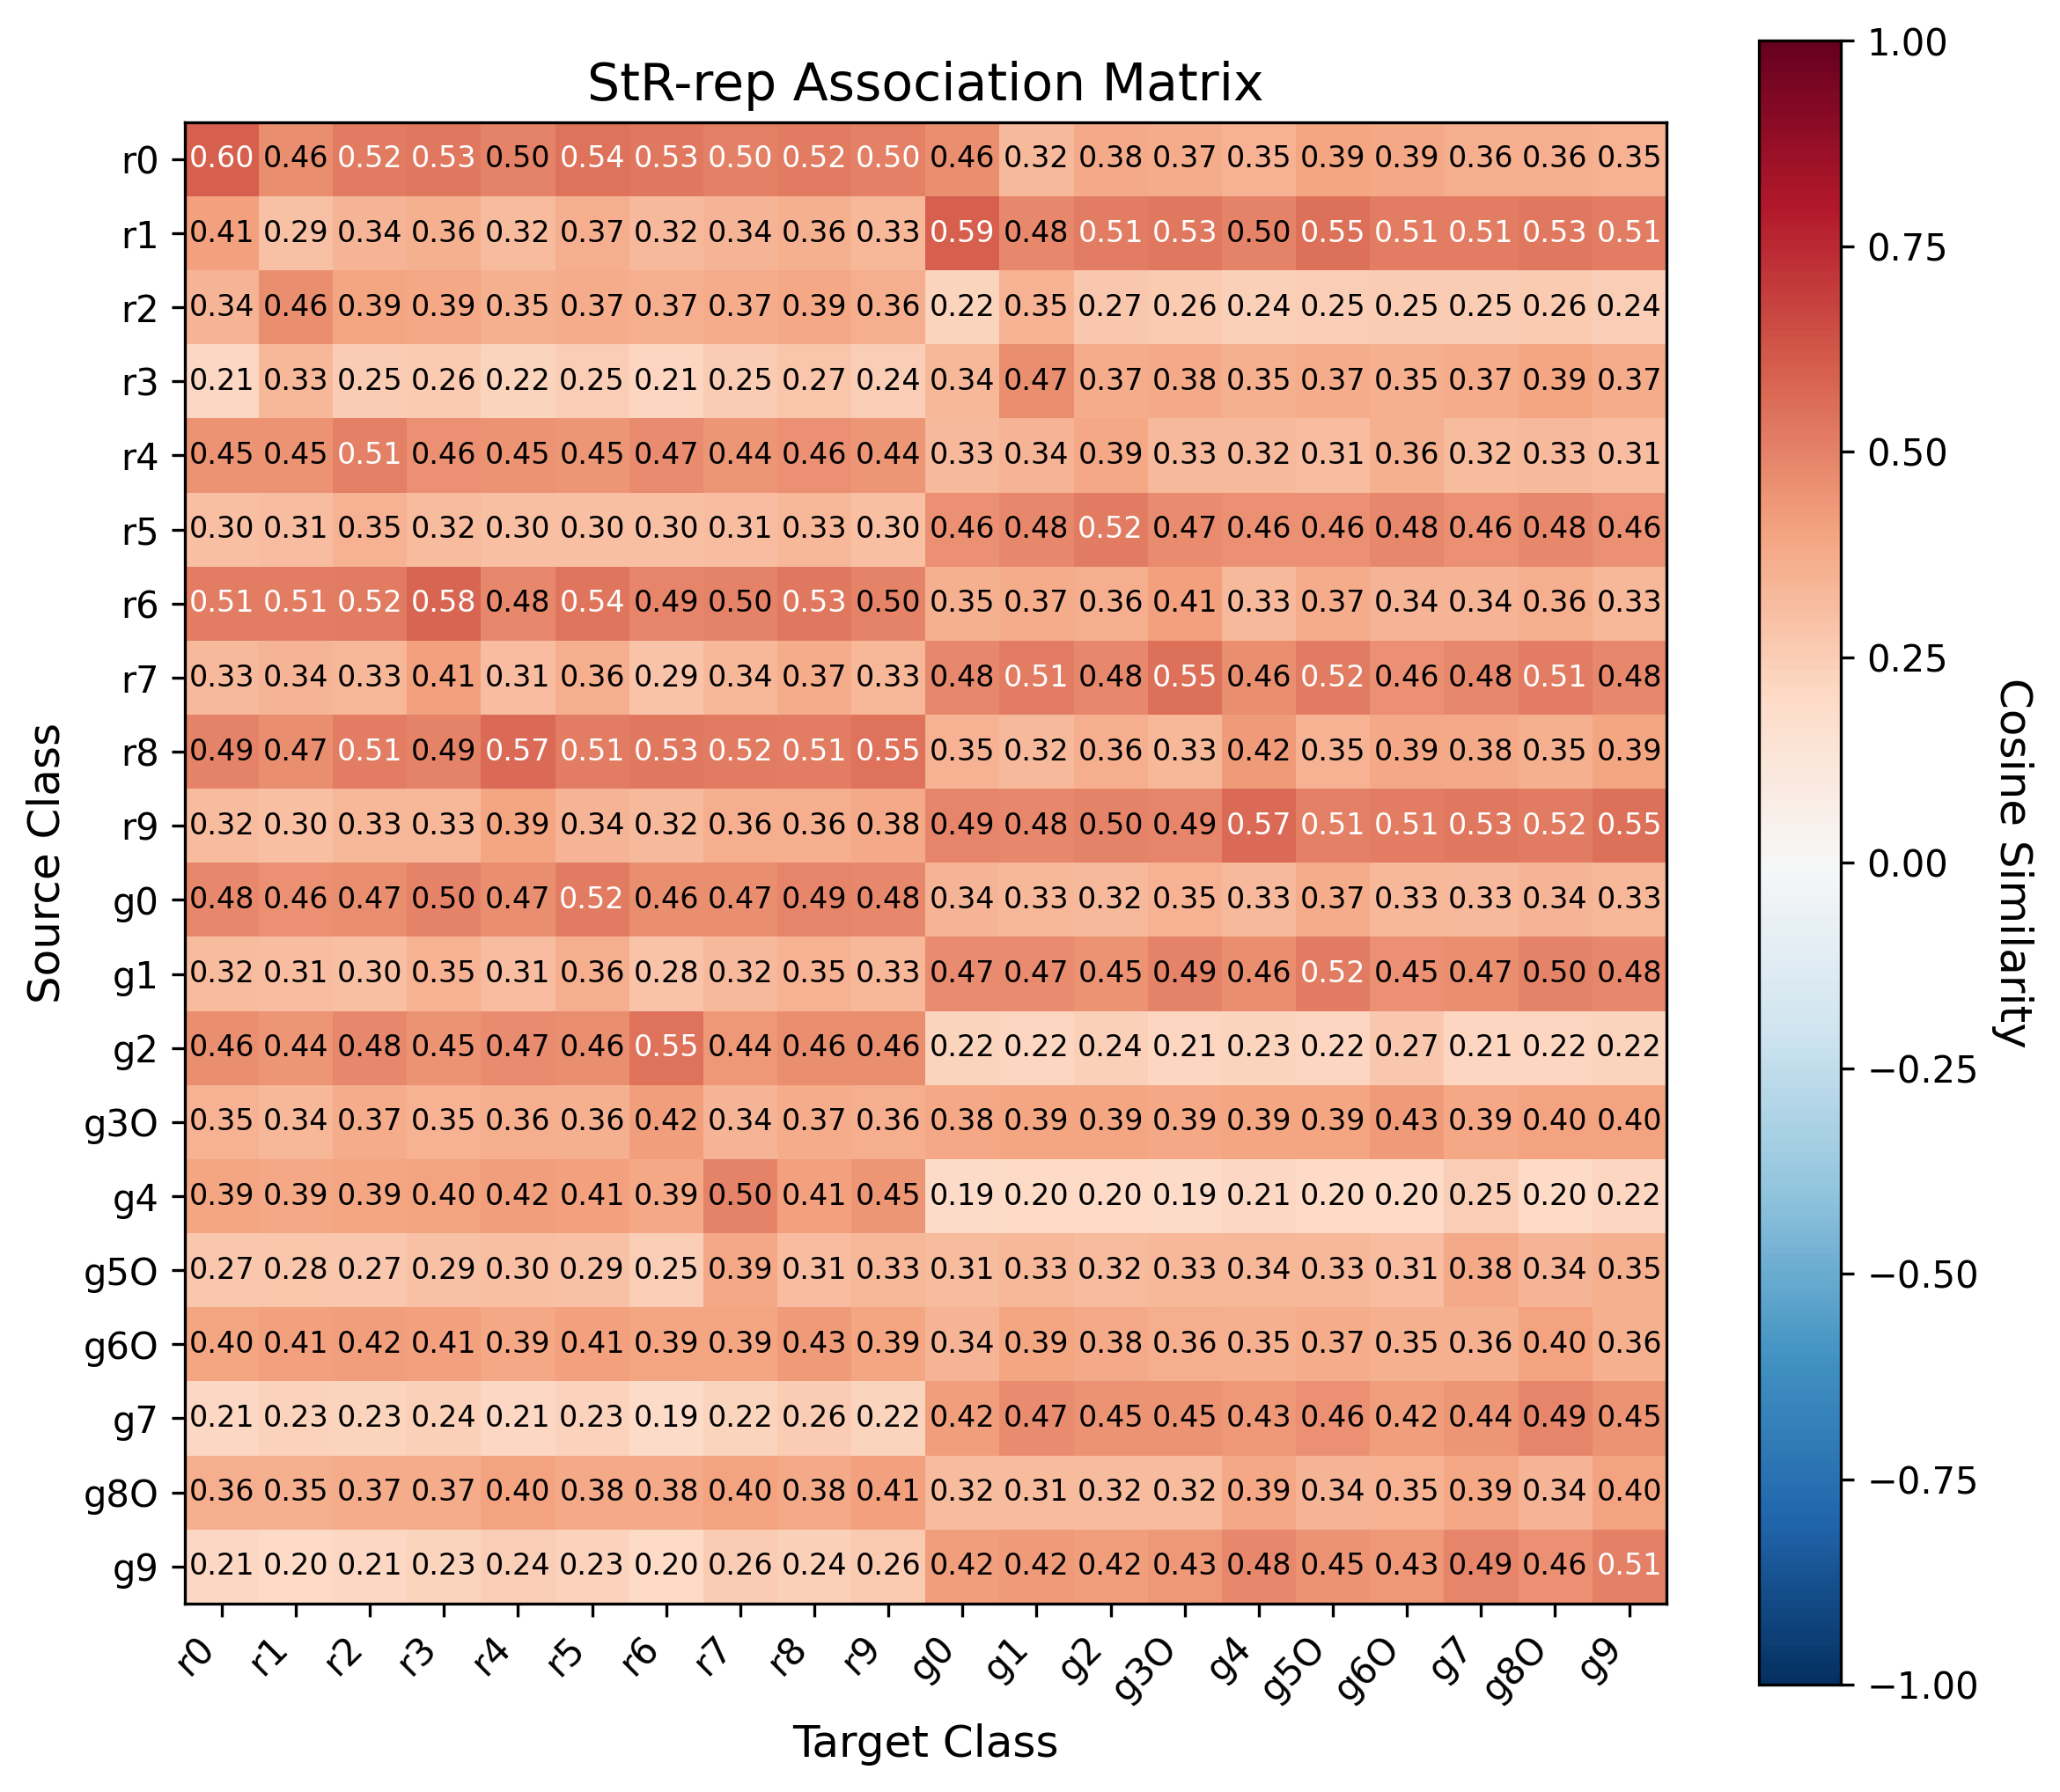 StR-rep Association Matrix
r0 0.60 0.46 0.52 0.53 0.50 0.54 0.53 0.50 0.52 0.50 0.46 0.32 0.38 0.37 0.35 0.39 0.39 0.36 0.36 0.35
r1 0.41 0.29 0.34 0.36 0.32 0.37 0.32 0.34 0.36 0.33 0.59 0.48 0.51 0.53 0.50 0.55 0.51 0.51 0.53 0.51
r2 0.34 0.46 0.39 0.39 0.35 0.37 0.37 0.37 0.39 0.36 0.22 0.35 0.27 0.26 0.24 0.25 0.25 0.25 0.26 0.24
r3 0.21 0.33 0.25 0.26 0.22 0.25 0.21 0.25 0.27 0.24 0.34 0.47 0.37 0.38 0.35 0.37 0.35 0.37 0.39 0.37
r4 0.45 0.45 0.51 0.46 0.45 0.45 0.47 0.44 0.46 0.44 0.33 0.34 0.39 0.33 0.32 0.31 0.36 0.32 0.33 0.31
r5 0.30 0.31 0.35 0.32 0.30 0.30 0.30 0.31 0.33 0.30 0.46 0.48 0.52 0.47 0.46 0.46 0.48 0.46 0.48 0.46
r6 0.51 0.51 0.52 0.58 0.48 0.54 0.49 0.50 0.53 0.50 0.35 0.37 0.36 0.41 0.33 0.37 0.34 0.34 0.36 0.33
r7 0.33 0.34 0.33 0.41 0.31 0.36 0.29 0.34 0.37 0.33 0.48 0.51 0.48 0.55 0.46 0.52 0.46 0.48 0.51 0.48
r8 0.49 0.47 0.51 0.49 0.57 0.51 0.53 0.52 0.51 0.55 0.35 0.32 0.36 0.33 0.42 0.35 0.39 0.38 0.35 0.39
r9 0.32 0.30 0.33 0.33 0.39 0.34 0.32 0.36 0.36 0.38 0.49 0.48 0.50 0.49 0.57 0.51 0.51 0.53 0.52 0.55
g0 0.48 0.46 0.47 0.50 0.47 0.52 0.46 0.47 0.49 0.48 0.34 0.33 0.32 0.35 0.33 0.37 0.33 0.33 0.34 0.33
g1 0.32 0.31 0.30 0.35 0.31 0.36 0.28 0.32 0.35 0.33 0.47 0.47 0.45 0.49 0.46 0.52 0.45 0.47 0.50 0.48
g2 0.46 0.44 0.48 0.45 0.47 0.46 0.55 0.44 0.46 0.46 0.22 0.22 0.24 0.21 0.23 0.22 0.27 0.21 0.22 0.22
g3O 0.35 0.34 0.37 0.35 0.36 0.36 0.42 0.34 0.37 0.36 0.38 0.39 0.39 0.39 0.39 0.39 0.43 0.39 0.40 0.40
g4 0.39 0.39 0.39 0.40 0.42 0.41 0.39 0.50 0.41 0.45 0.19 0.20 0.20 0.19 0.21 0.20 0.20 0.25 0.20 0.22
g5O 0.27 0.28 0.27 0.29 0.30 0.29 0.25 0.39 0.31 0.33 0.31 0.33 0.32 0.33 0.34 0.33 0.31 0.38 0.34 0.35
g6O 0.40 0.41 0.42 0.41 0.39 0.41 0.39 0.39 0.43 0.39 0.34 0.39 0.38 0.36 0.35 0.37 0.35 0.36 0.40 0.36
g7 0.21 0.23 0.23 0.24 0.21 0.23 0.19 0.22 0.26 0.22 0.42 0.47 0.45 0.45 0.43 0.46 0.42 0.44 0.49 0.45
g8O 0.36 0.35 0.37 0.37 0.40 0.38 0.38 0.40 0.38 0.41 0.32 0.31 0.32 0.32 0.39 0.34 0.35 0.39 0.34 0.40
g9 0.21 0.20 0.21 0.23 0.24 0.23 0.20 0.26 0.24 0.26 0.42 0.42 0.42 0.43 0.48 0.45 0.43 0.49 0.46 0.51
r0 r1 r2 r3 r4 r5 r6 r7 r8 r9 g0 g1 g2 g3O g4 g5O g6O g7 g8O g9
Target Class
Source Class
1.00
0.75
0.50
0.25
0.00
−0.25
−0.50
−0.75
−1.00
Cosine Similarity